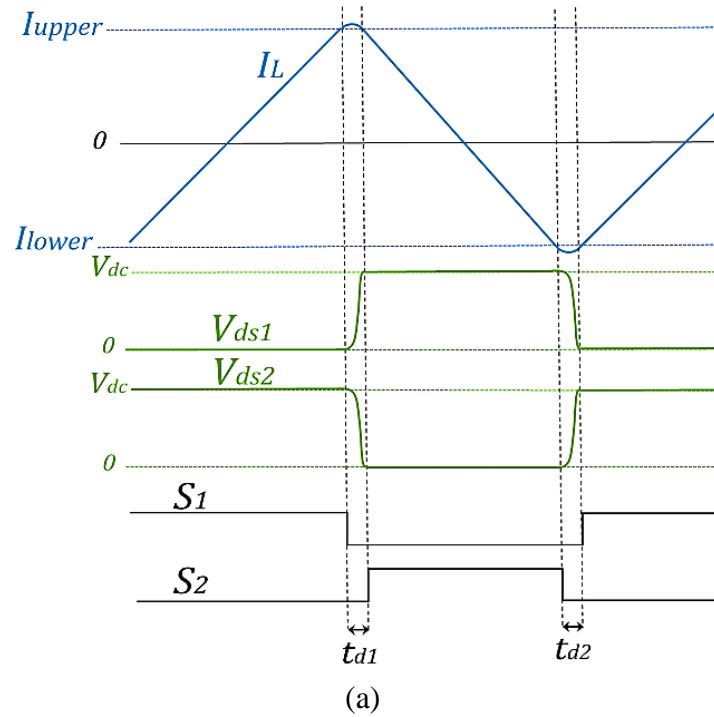 Iupper
IL
0
Ilower
Vdc
Vds1
0
Vds2
Vdc
0
S1
S2
td1 td2
(a)